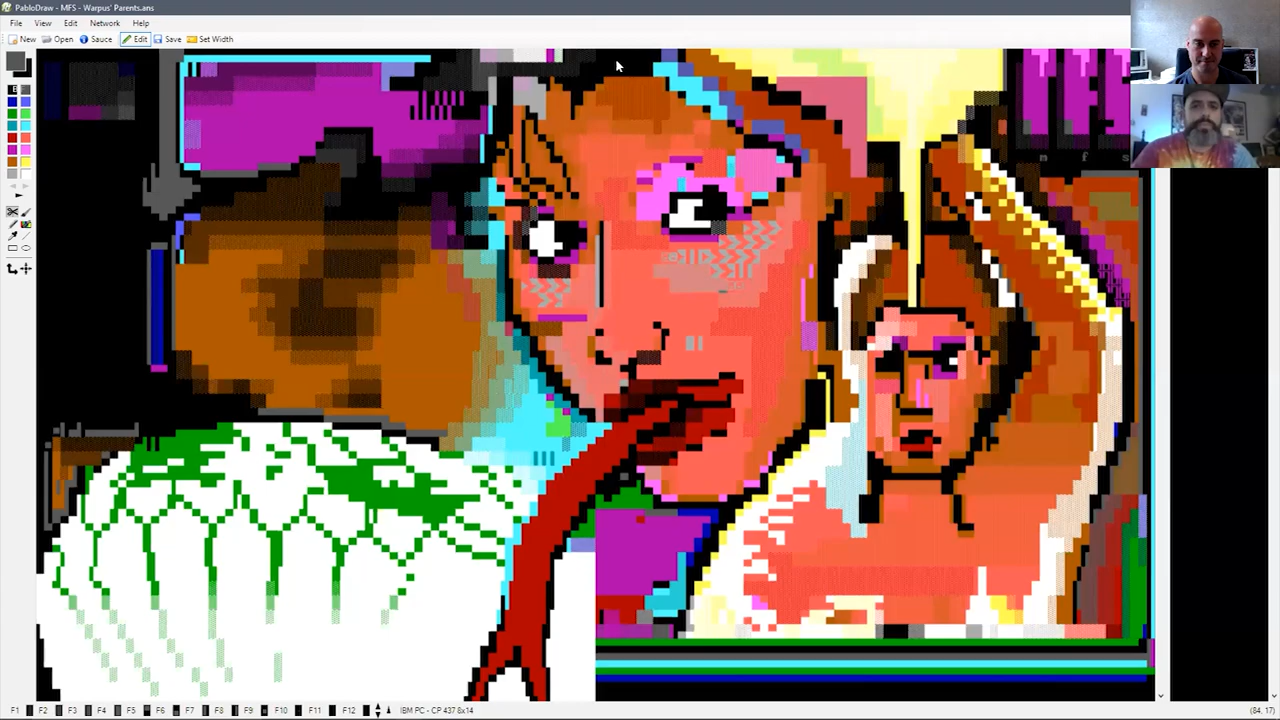 PabloDraw - MFS - Warpus' Parents.ans
File View Edit Network Help
New Open Sauce Edit Save Set Width
m f s
F1 F2 F3 F4 F5 F6 F7 F8 F9 F10 F11 F12 IBM PC - CP 437 8x14 (84, 17)